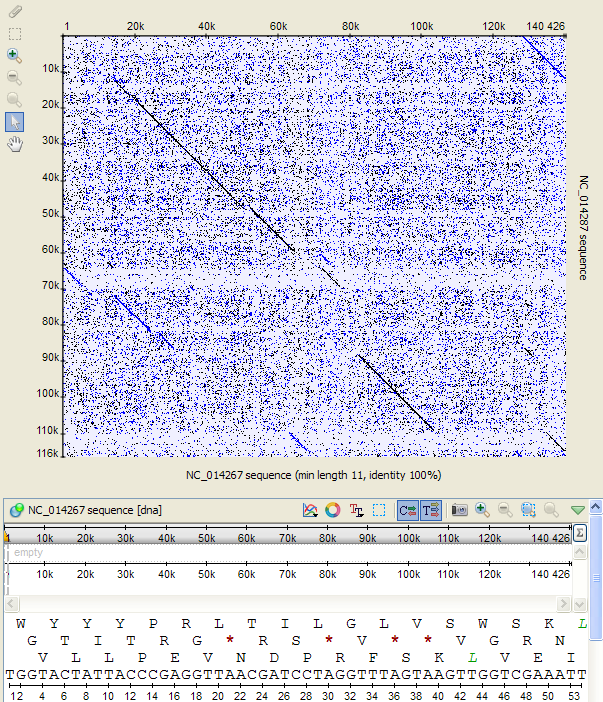 1 20k 40k 60k 80k 100k 120k 140 426
10k
20k
30k
40k
50k
60k
70k
80k
90k
100k
110k
116k
NC_014287 sequence
NC_014267 sequence (min length 11, identity 100%)
NC_014267 sequence [dna]
1 10k 20k 30k 40k 50k 60k 70k 80k 90k 100k 110k 120k 140 426
empty
1 10k 20k 30k 40k 50k 60k 70k 80k 90k 100k 110k 120k 140 426
W Y Y Y P R L T I L G L V S W S K L
G T I T R G * R S * V * * V G R N
V L L P E V N D P R F S K L V E I
TGGTACTATTACCCGAGGTTAACGATCCTAGGTTTAGTAAGTTGGTCGAAATT
1 2 4 6 8 10 12 14 16 18 20 22 24 26 28 30 32 34 36 38 40 42 44 46 48 50 53